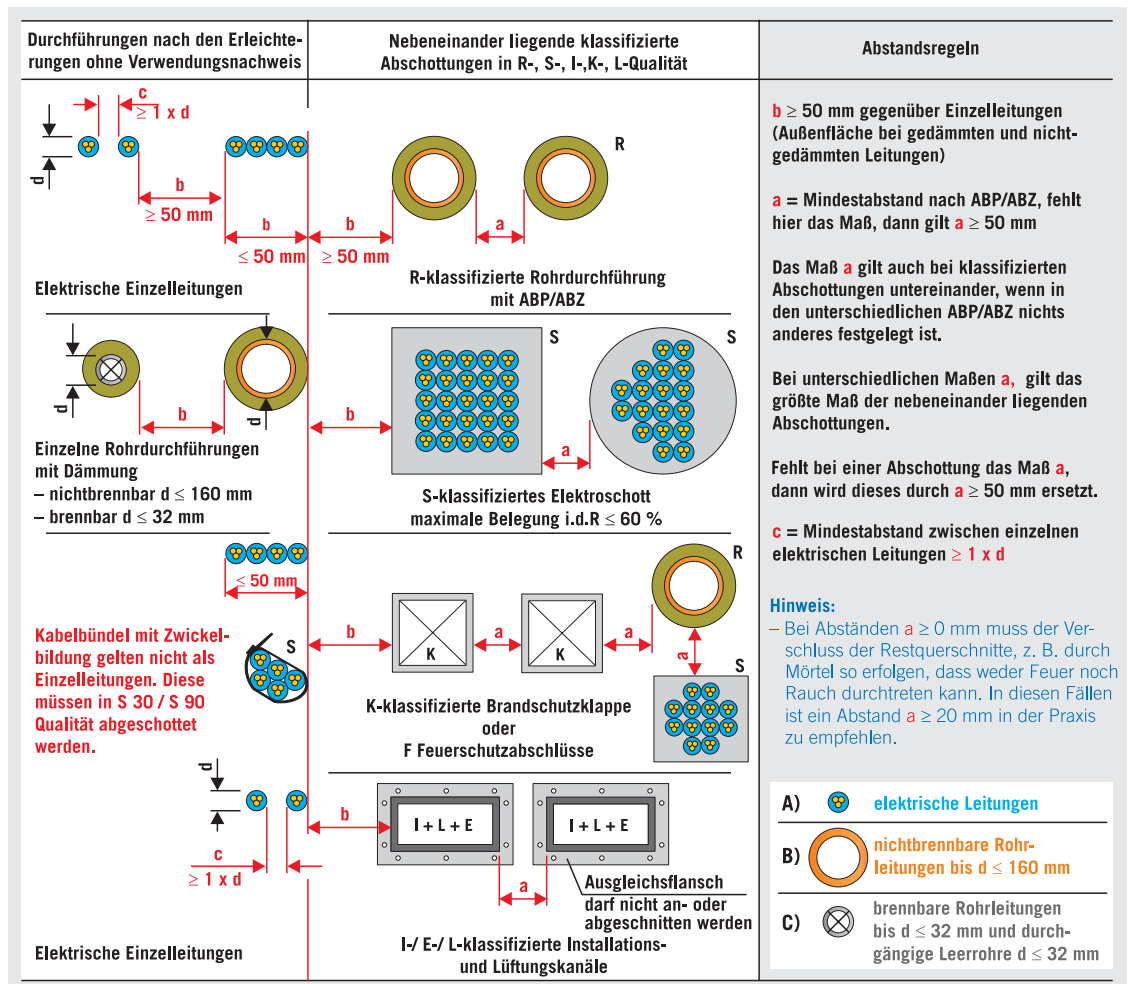 Durchführungen nach den Erleichte-
rungen ohne Verwendungsnachweis
Nebeneinander liegende klassifizierte
Abschottungen in R-, S-, I-,K-, L-Qualität
Abstandsregeln
c
≥ 1 x d
d
b
≥ 50 mm
b
≤ 50 mm
b
≥ 50 mm
a
R
Elektrische Einzelleitungen
R-klassifizierte Rohrdurchführung
mit ABP/ABZ
d
b
d
Einzelne Rohrdurchführungen
mit Dämmung
– nichtbrennbar d ≤ 160 mm
– brennbar d ≤ 32 mm
b
S
a
S
S-klassifiziertes Elektroschott
maximale Belegung i.d.R ≤ 60 %
≤ 50 mm
Kabelbündel mit Zwickel-
bildung gelten nicht als
Einzelleitungen. Diese
müssen in S 30 / S 90
Qualität abgeschottet
werden.
S
b
K
a
K
a
R
a
S
K-klassifizierte Brandschutzklappe
oder
F Feuerschutzabschlüsse
d
c
≥ 1 x d
Elektrische Einzelleitungen
b
I + L + E
I + L + E
a
Ausgleichsflansch
darf nicht an- oder
abgeschnitten werden
I-/ E-/ L-klassifizierte Installations-
und Lüftungskanäle
b ≥ 50 mm gegenüber Einzelleitungen
(Außenfläche bei gedämmten und nicht-
gedämmten Leitungen)
a = Mindestabstand nach ABP/ABZ, fehlt
hier das Maß, dann gilt a ≥ 50 mm
Das Maß a gilt auch bei klassifizierten
Abschottungen untereinander, wenn in
den unterschiedlichen ABP/ABZ nichts
anderes festgelegt ist.
Bei unterschiedlichen Maßen a, gilt das
größte Maß der nebeneinander liegenden
Abschottungen.
Fehlt bei einer Abschottung das Maß a,
dann wird dieses durch a ≥ 50 mm ersetzt.
c = Mindestabstand zwischen einzelnen
elektrischen Leitungen ≥ 1 x d
Hinweis:
– Bei Abständen a ≥ 0 mm muss der Ver-
schluss der Restquerschnitte, z. B. durch
Mörtel so erfolgen, dass weder Feuer noch
Rauch durchtreten kann. In diesen Fällen
ist ein Abstand a ≥ 20 mm in der Praxis
zu empfehlen.
A) elektrische Leitungen
B) nichtbrennbare Rohr-
leitungen bis d ≤ 160 mm
C) brennbare Rohrleitungen
bis d ≤ 32 mm und durch-
gängige Leerrohre d ≤ 32 mm